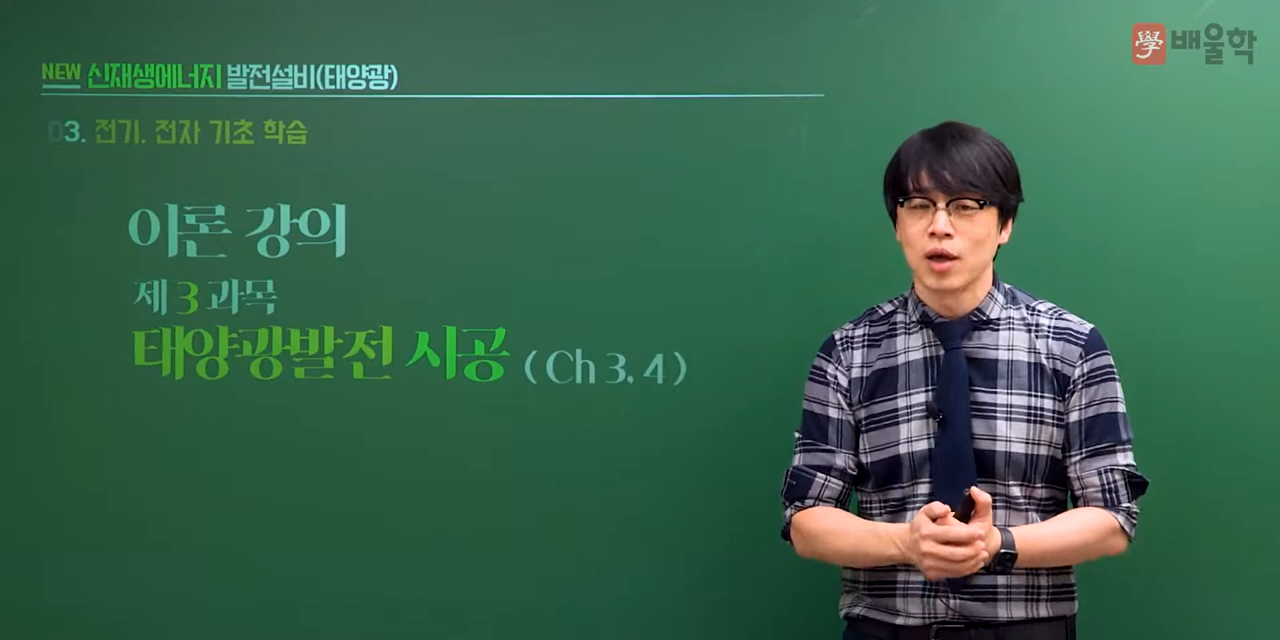 NEW 신재생에너지 발전설비(태양광)
學 배울학
03. 전기, 전자 기초 학습
이론 강의
제 3 과목
태양광발전 시공 (Ch 3, 4)